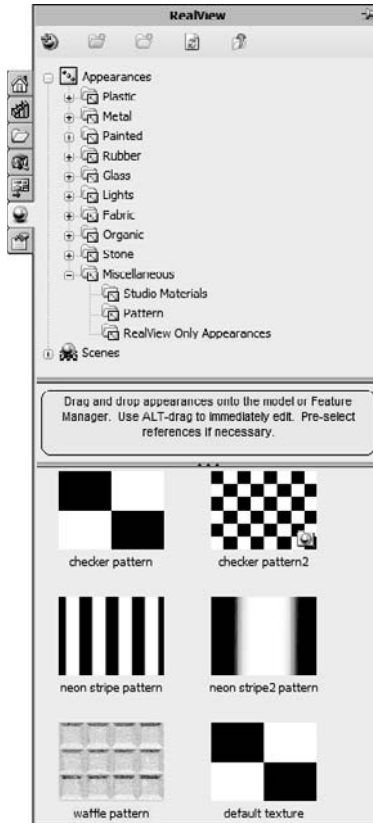 RealView
Appearances
Plastic
Metal
Painted
Rubber
Glass
Lights
Fabric
Organic
Stone
Miscellaneous
Studio Materials
Pattern
RealView Only Appearances
Scenes
Drag and drop appearances onto the model or Feature
Manager. Use ALT-drag to immediately edit. Pre-select
references if necessary.
checker pattern
checker pattern2
neon stripe pattern
neon stripe2 pattern
waffle pattern
default texture